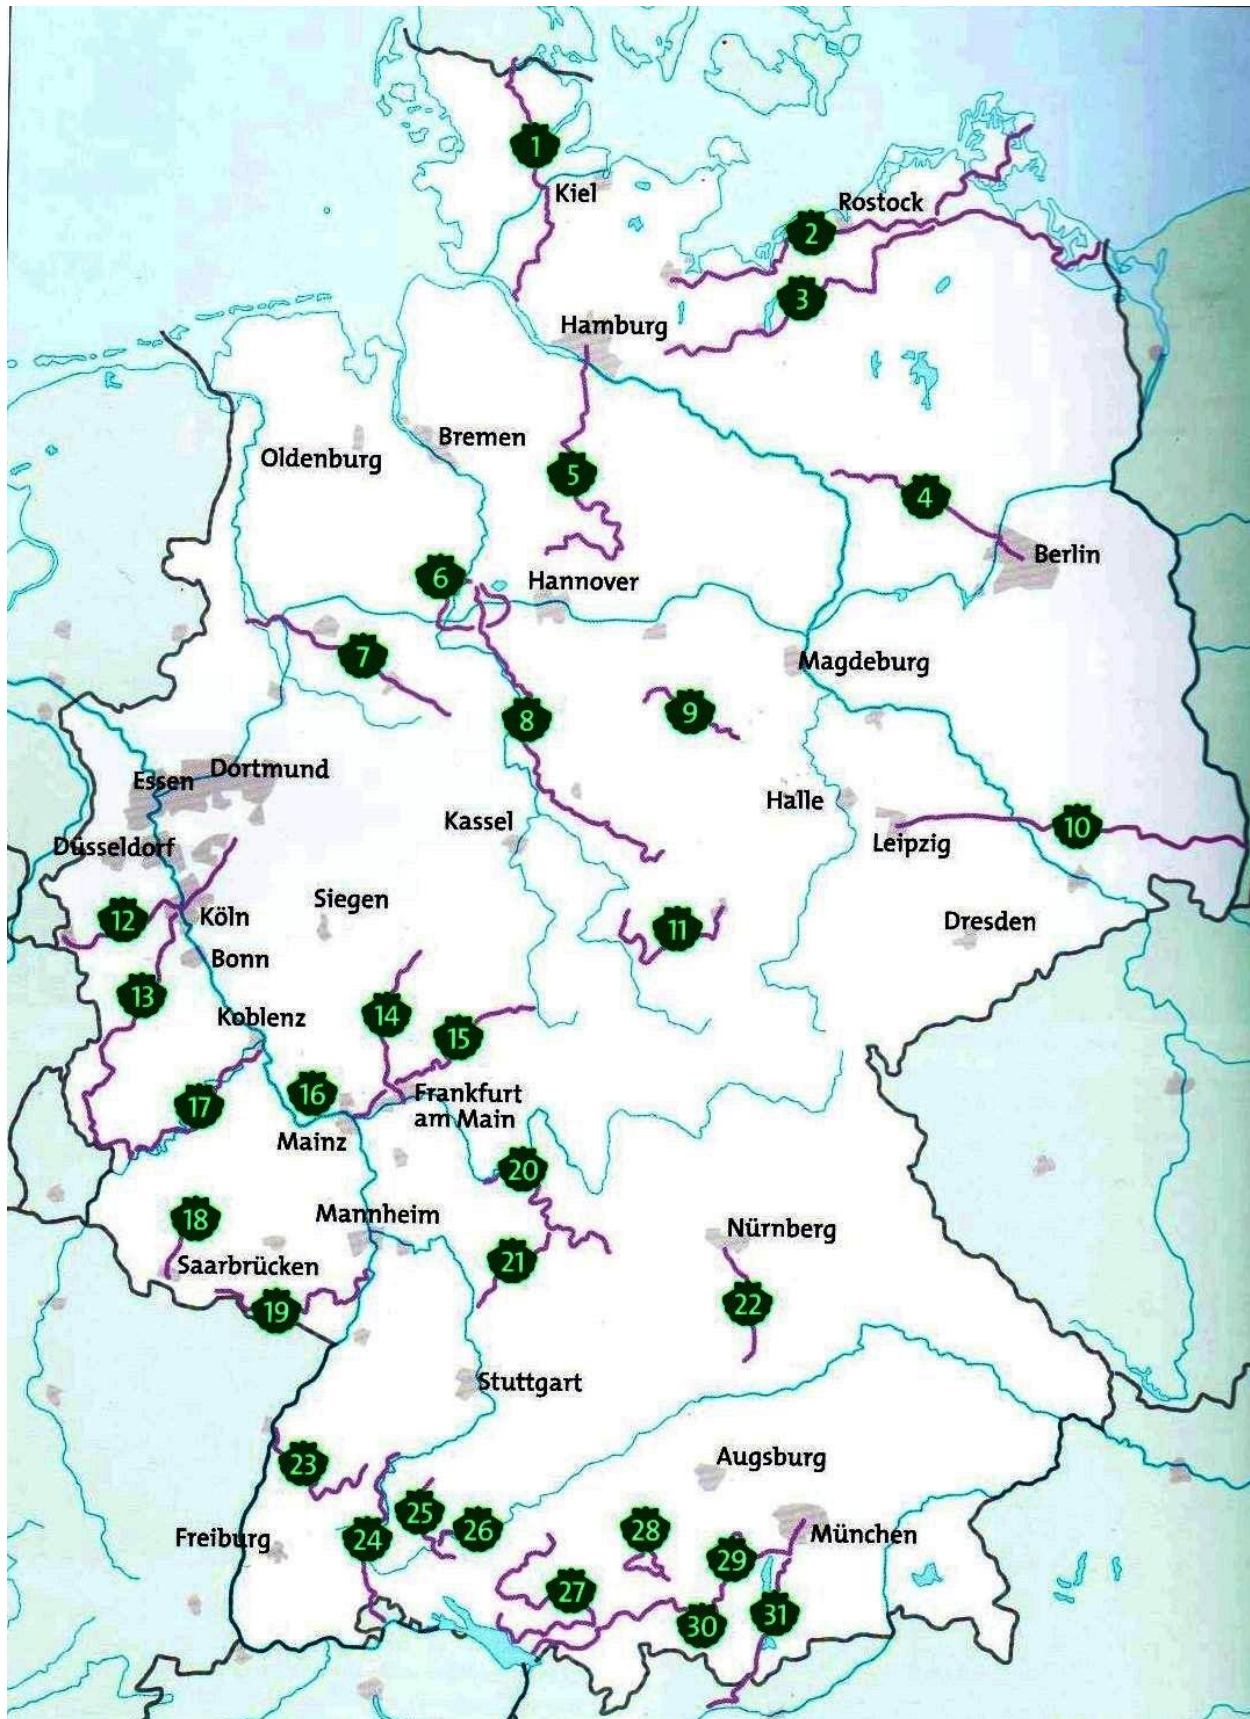 1
Kiel
Rostock
2
3
Hamburg
Bremen
Oldenburg
5
4
Berlin
6
Hannover
7
Magdeburg
8
9
Essen
Dortmund
Halle
Kassel
10
Düsseldorf
Leipzig
12
Köln
Siegen
11
Dresden
Bonn
13
Koblenz
14
15
16
Frankfurt
am Main
17
Mainz
20
18
Mannheim
Nürnberg
Saarbrücken
21
19
22
Stuttgart
23
Augsburg
25
24
26
28
Freiburg
München
29
27
30
31